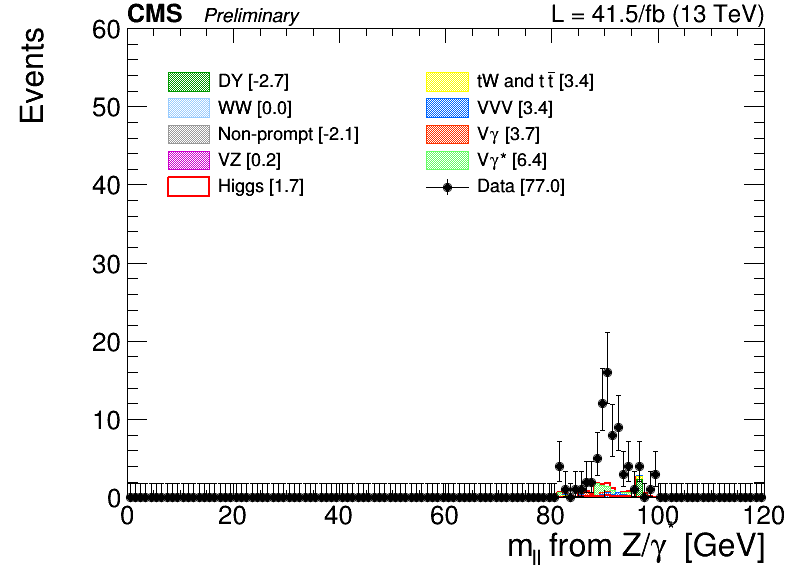 CMS Preliminary L = 41.5/fb (13 TeV)
Events
60
50
40
30
20
10
0
DY [-2.7]
WW [0.0]
Non-prompt [-2.1]
VZ [0.2]
Higgs [1.7]
tW and tt̄ [3.4]
VVV [3.4]
Vγ [3.7]
Vγ* [6.4]
Data [77.0]
0 20 40 60 80 100 120
m_ll from Z/γ* [GeV]